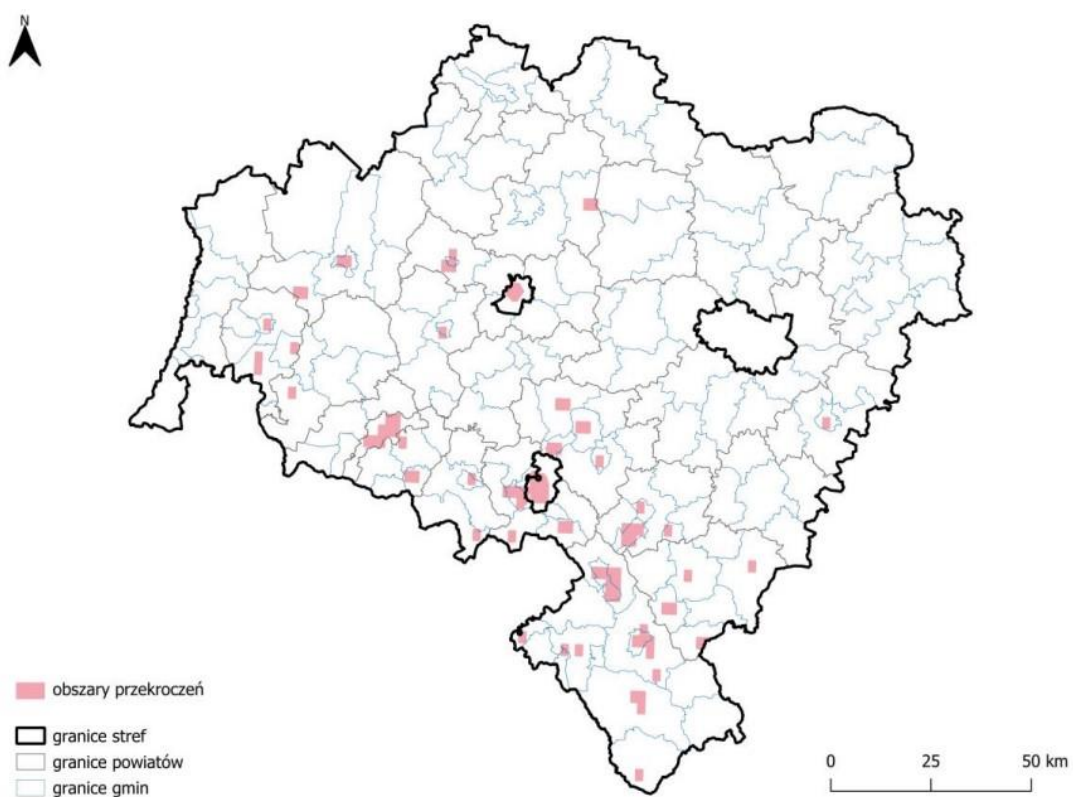 N
obszary przekroczeń
granice stref
granice powiatów
granice gmin
0 25 50 km